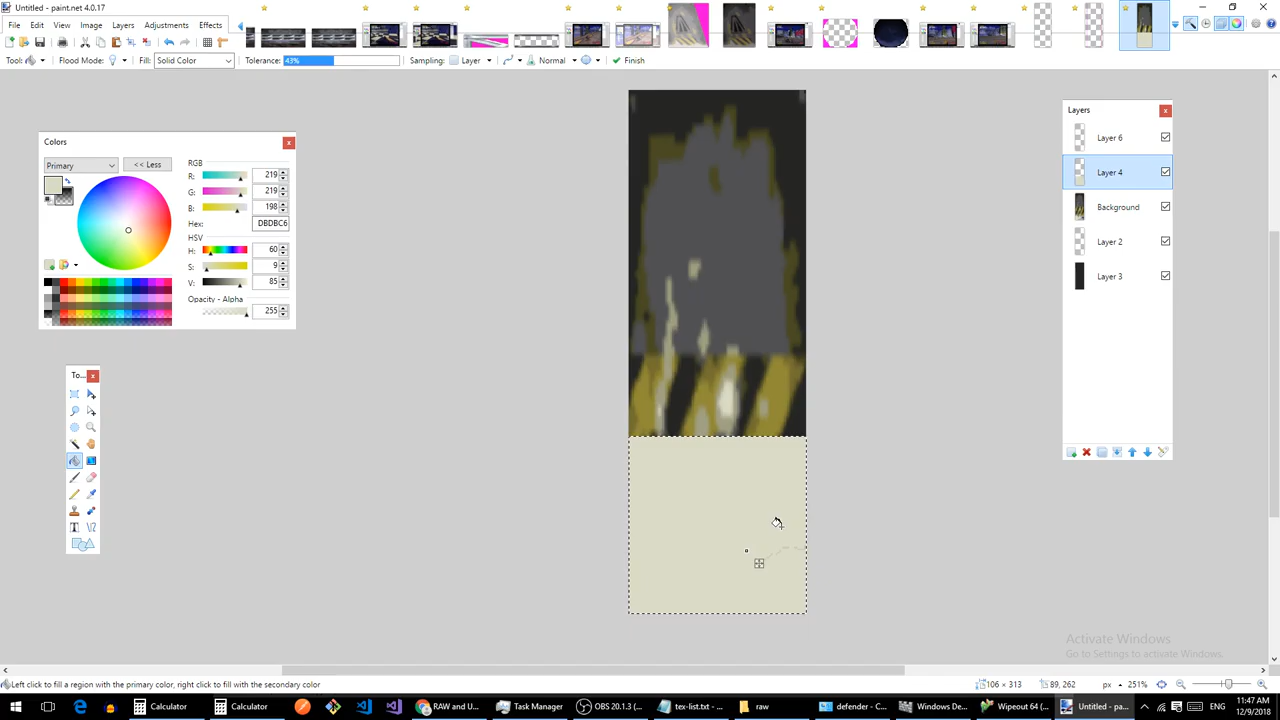 Untitled - paint.net 4.0.17
File Edit View Image Layers Adjustments Effects
Tool: Flood Mode: Fill: Solid Color Tolerance: 43% Sampling: Layer Normal Finish
Colors
Primary << Less
RGB
R: 219
G: 219
B: 198
Hex: DBDBC6
HSV
H: 60
S: 9
V: 85
Opacity - Alpha
255
To...
Layers
Layer 6
Layer 4
Background
Layer 2
Layer 3
Activate Windows
Go to Settings to activate Windows.
Left click to fill a region with the primary color, right click to fill with the secondary color
106 × 313 89, 262 px 251%
Calculator Calculator RAW and U... Task Manager OBS 20.1.3 (... tex-list.txt - ... raw defender - C... Windows De... Wipeout 64 (... Untitled - pa...
11:47 AM
12/9/2018